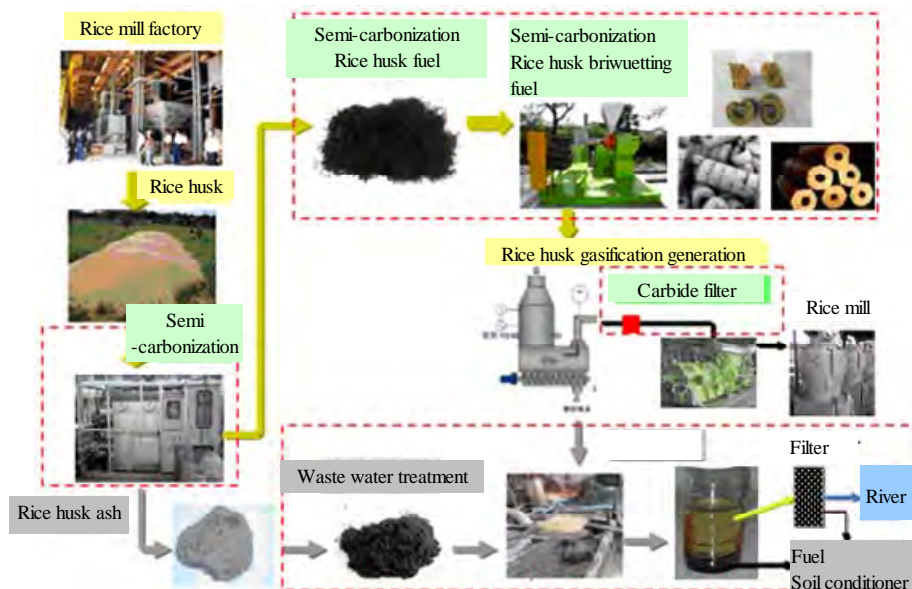 Rice mill factory
Rice husk
Semi
-carbonization
Rice husk ash
Semi-carbonization
Rice husk fuel
Semi-carbonization
Rice husk briwuetting
fuel
Rice husk gasification generation
Carbide filter
Rice mill
Waste water treatment
Filter
River
Fuel
Soil conditioner